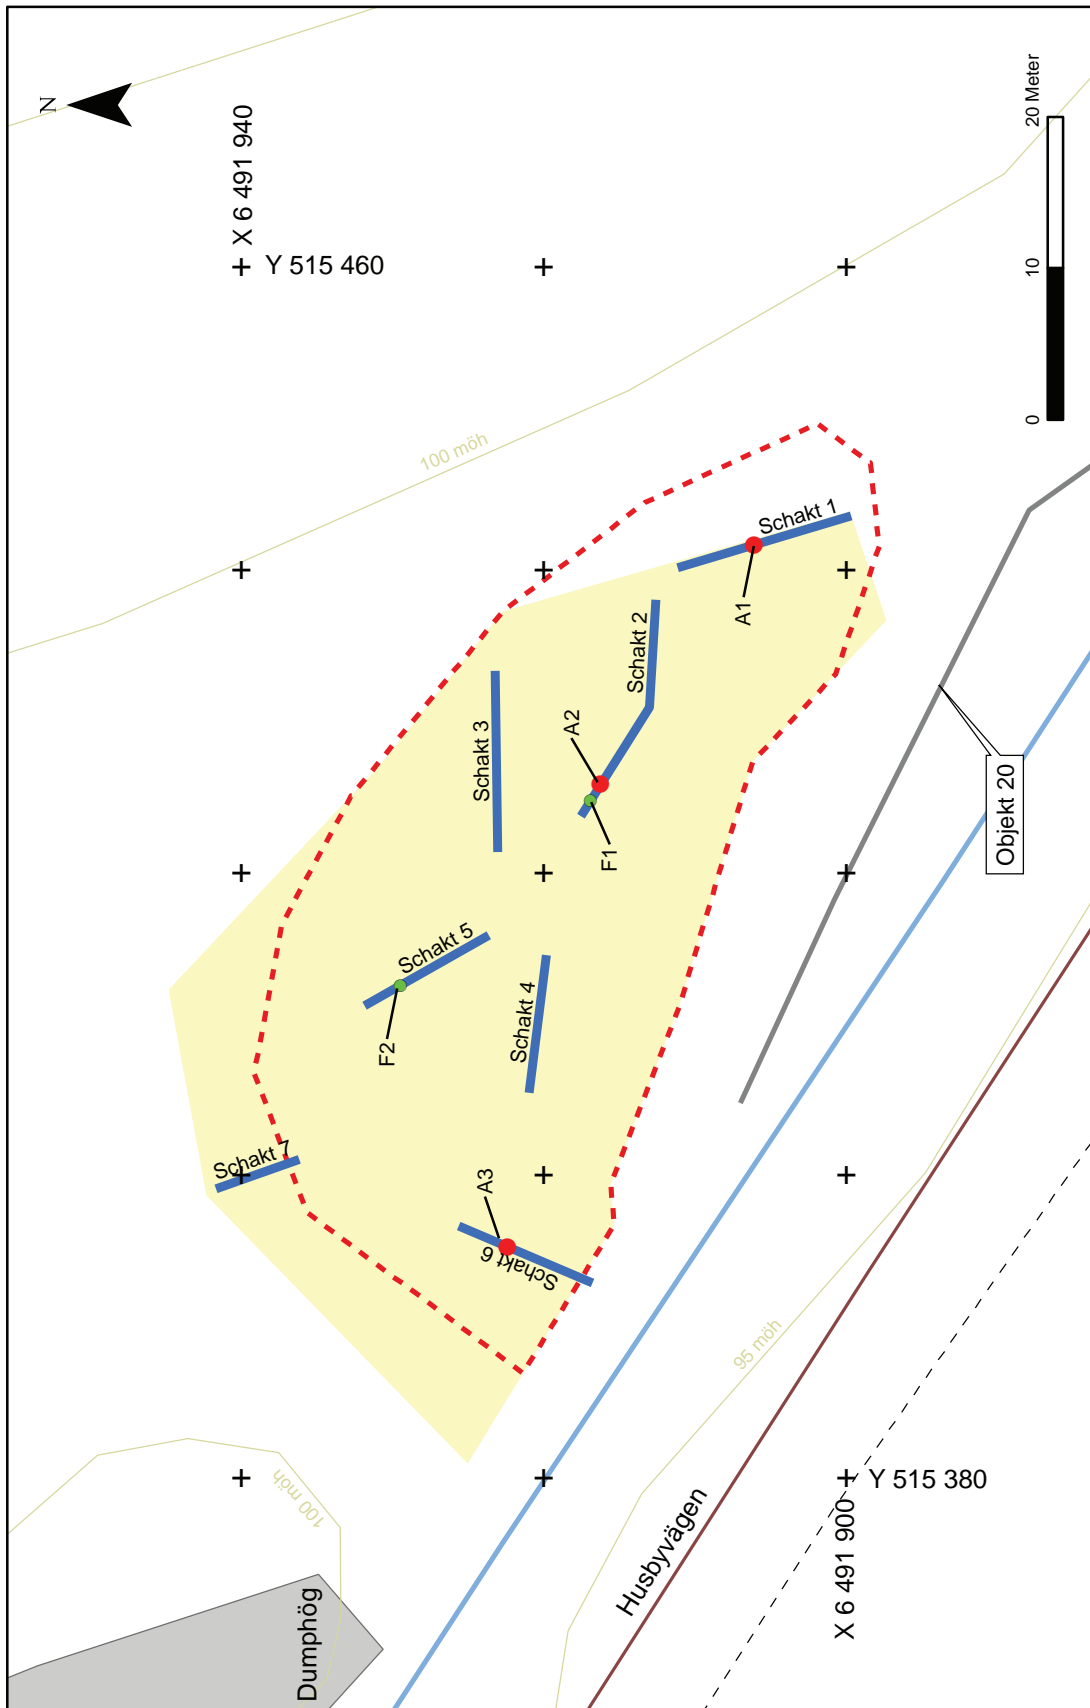 N
X 6 491 940
Y 515 460
20 Meter
10
0
100 möh
Schakt 1
A1
Schakt 2
A2
Schakt 3
F1
Schakt 5
F2
Schakt 4
Schakt 7
A3
Schakt 6
Objekt 20
95 möh
100 möh
Dumphög
Husbyvägen
X 6 491 900
Y 515 380